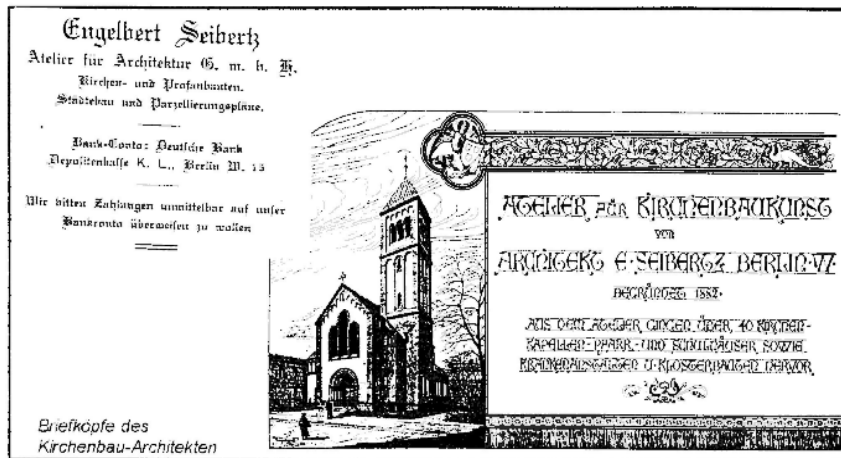 Engelbert Seibertz
Atelier für Architektur G. m. b. H.
Kirchen- und Profanbauten.
Städtebau und Parzellierungspläne.
Bank-Conto: Deutsche Bank
Depositenkasse K. L., Berlin W. 15
Wir bitten Zahlungen unmittelbar auf unser
Bankconto überweisen zu wollen
ATELIER FÜR KIRCHENBAUKUNST
VON
ARCHITEKT E. SEIBERTZ BERLIN W.
BEGRÜNDET 1882.
AUS DEM ATELIER GINGEN ÜBER 40 KIRCHEN-
KAPELLEN- PFARR- UND SCHULHÄUSER SOWIE
KRANKENANSTALTEN U. KLOSTERBAUTEN HERVOR
Briefköpfe des
Kirchenbau-Architekten